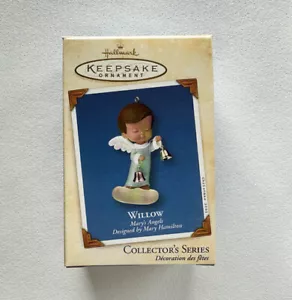 Hallmark
KEEPSAKE
ORNAMENT
WILLOW
Mary's Angels
Designed by Mary Hamilton
COLLECTOR'S SERIES
Décoration des fêtes